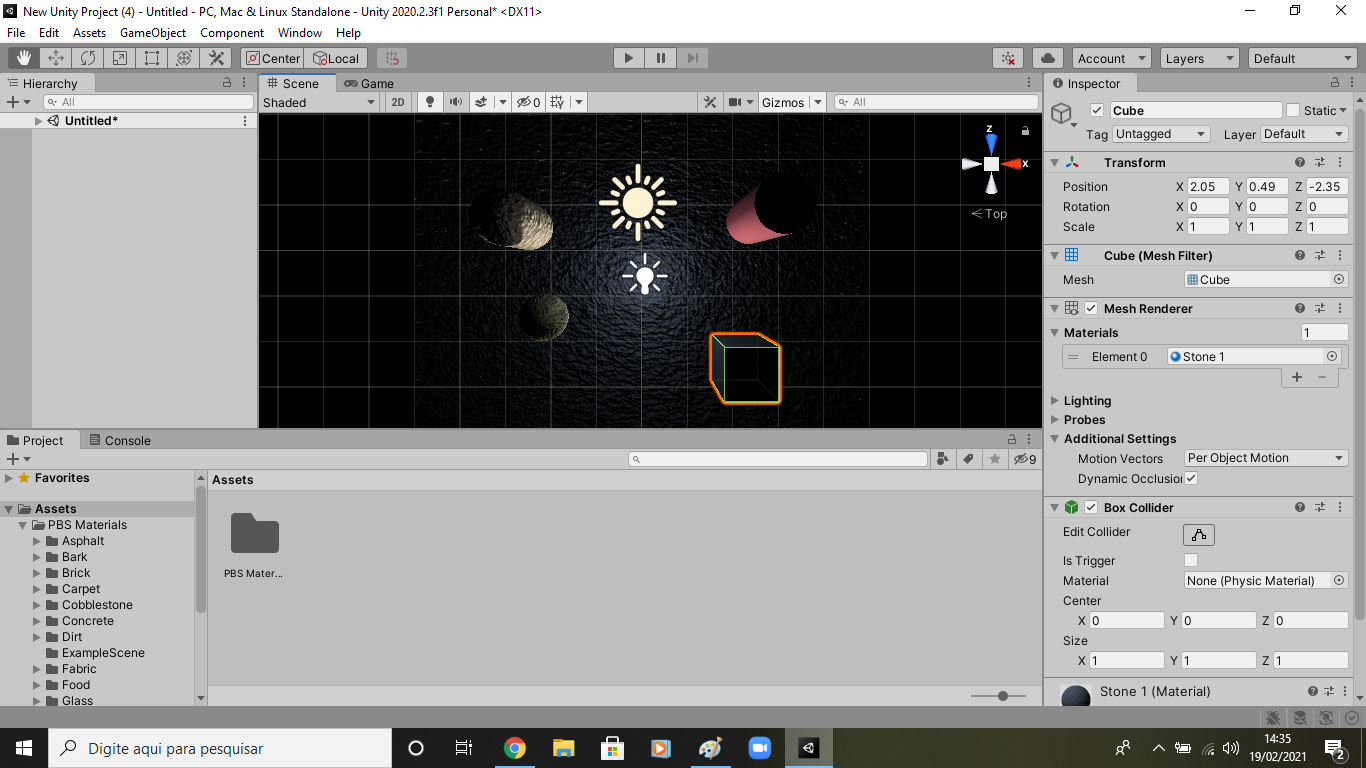 New Unity Project (4) - Untitled - PC, Mac & Linux Standalone - Unity 2020.2.3f1 Personal* <DX11>
File Edit Assets GameObject Component Window Help
Center Local Account Layers Default
Hierarchy
All
Untitled*
Scene Game
Shaded 2D 0 Gizmos All
z
x
Top
Inspector
Cube Static
Tag Untagged Layer Default
Transform
Position X 2.05 Y 0.49 Z -2.35
Rotation X 0 Y 0 Z 0
Scale X 1 Y 1 Z 1
Cube (Mesh Filter)
Mesh Cube
Mesh Renderer
Materials 1
Element 0 Stone 1
Lighting
Probes
Additional Settings
Motion Vectors Per Object Motion
Dynamic Occlusion
Box Collider
Edit Collider
Is Trigger
Material None (Physic Material)
Center
X 0 Y 0 Z 0
Size
X 1 Y 1 Z 1
Stone 1 (Material)
Project Console
9
Favorites
Assets
PBS Materials
Asphalt
Bark
Brick
Carpet
Cobblestone
Concrete
Dirt
ExampleScene
Fabric
Food
Glass
Assets
PBS Mater...
Digite aqui para pesquisar
14:35
19/02/2021
2